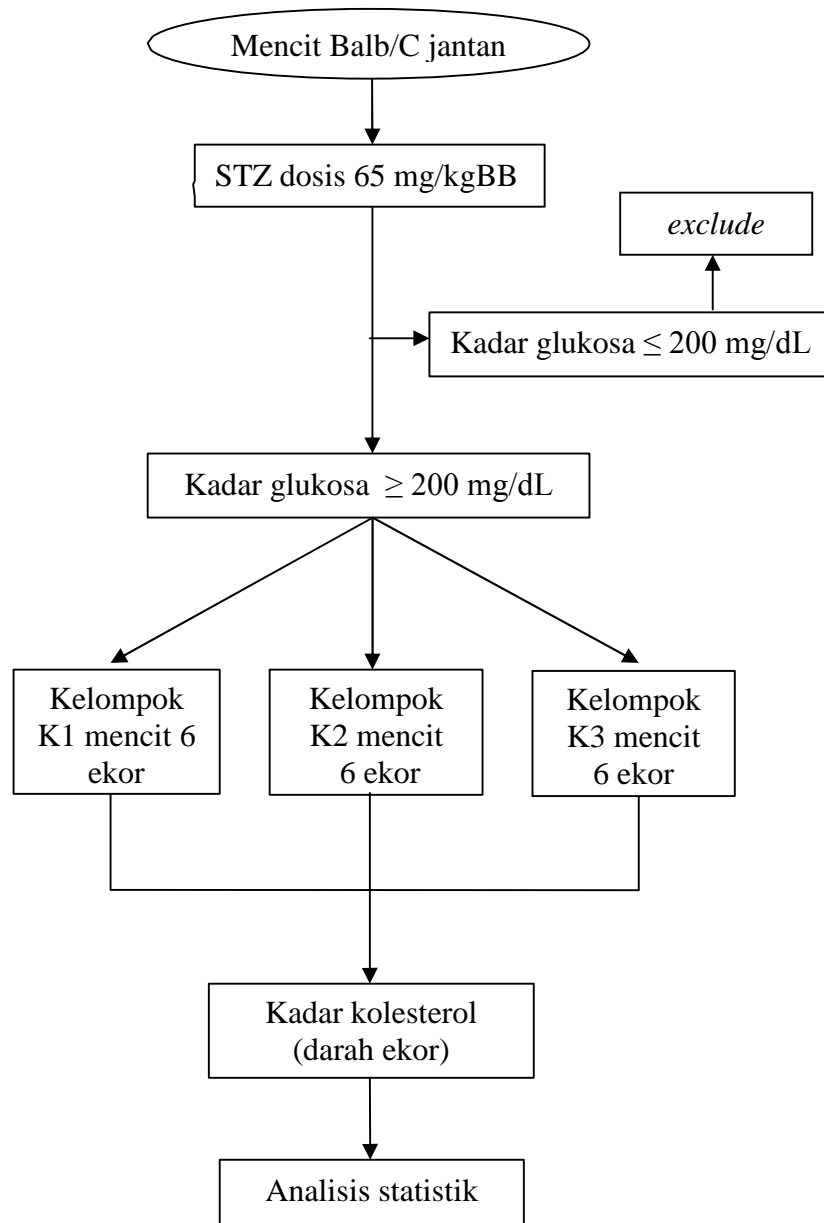 Mencit Balb/C jantan
STZ dosis 65 mg/kgBB
exclude
Kadar glukosa ≤ 200 mg/dL
Kadar glukosa ≥ 200 mg/dL
Kelompok
K1 mencit 6
ekor
Kelompok
K2 mencit
6 ekor
Kelompok
K3 mencit
6 ekor
Kadar kolesterol
(darah ekor)
Analisis statistik